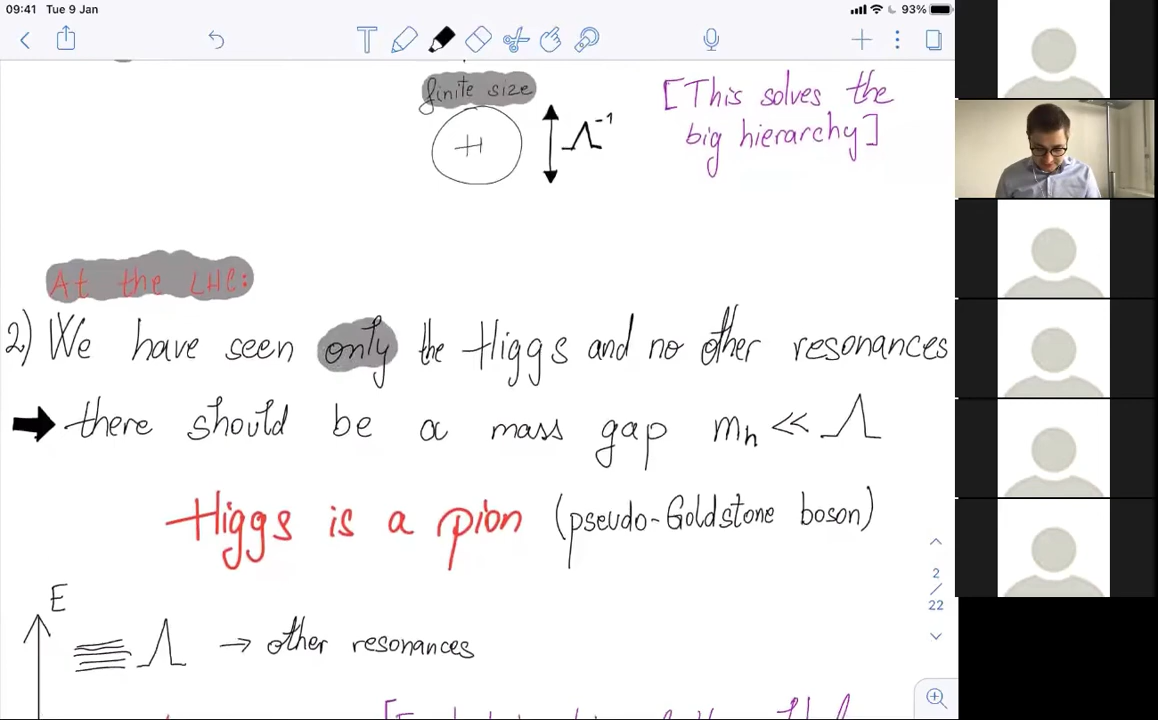 09:41 Tue 9 Jan
93%
finite size
H
Λ⁻¹
[This solves the
big hierarchy]
At the LHC:
2) We have seen only the Higgs and no other resonances
➡ there should be a mass gap mₕ << Λ
Higgs is a pion (pseudo-Goldstone boson)
E
Λ → other resonances
2
/
22